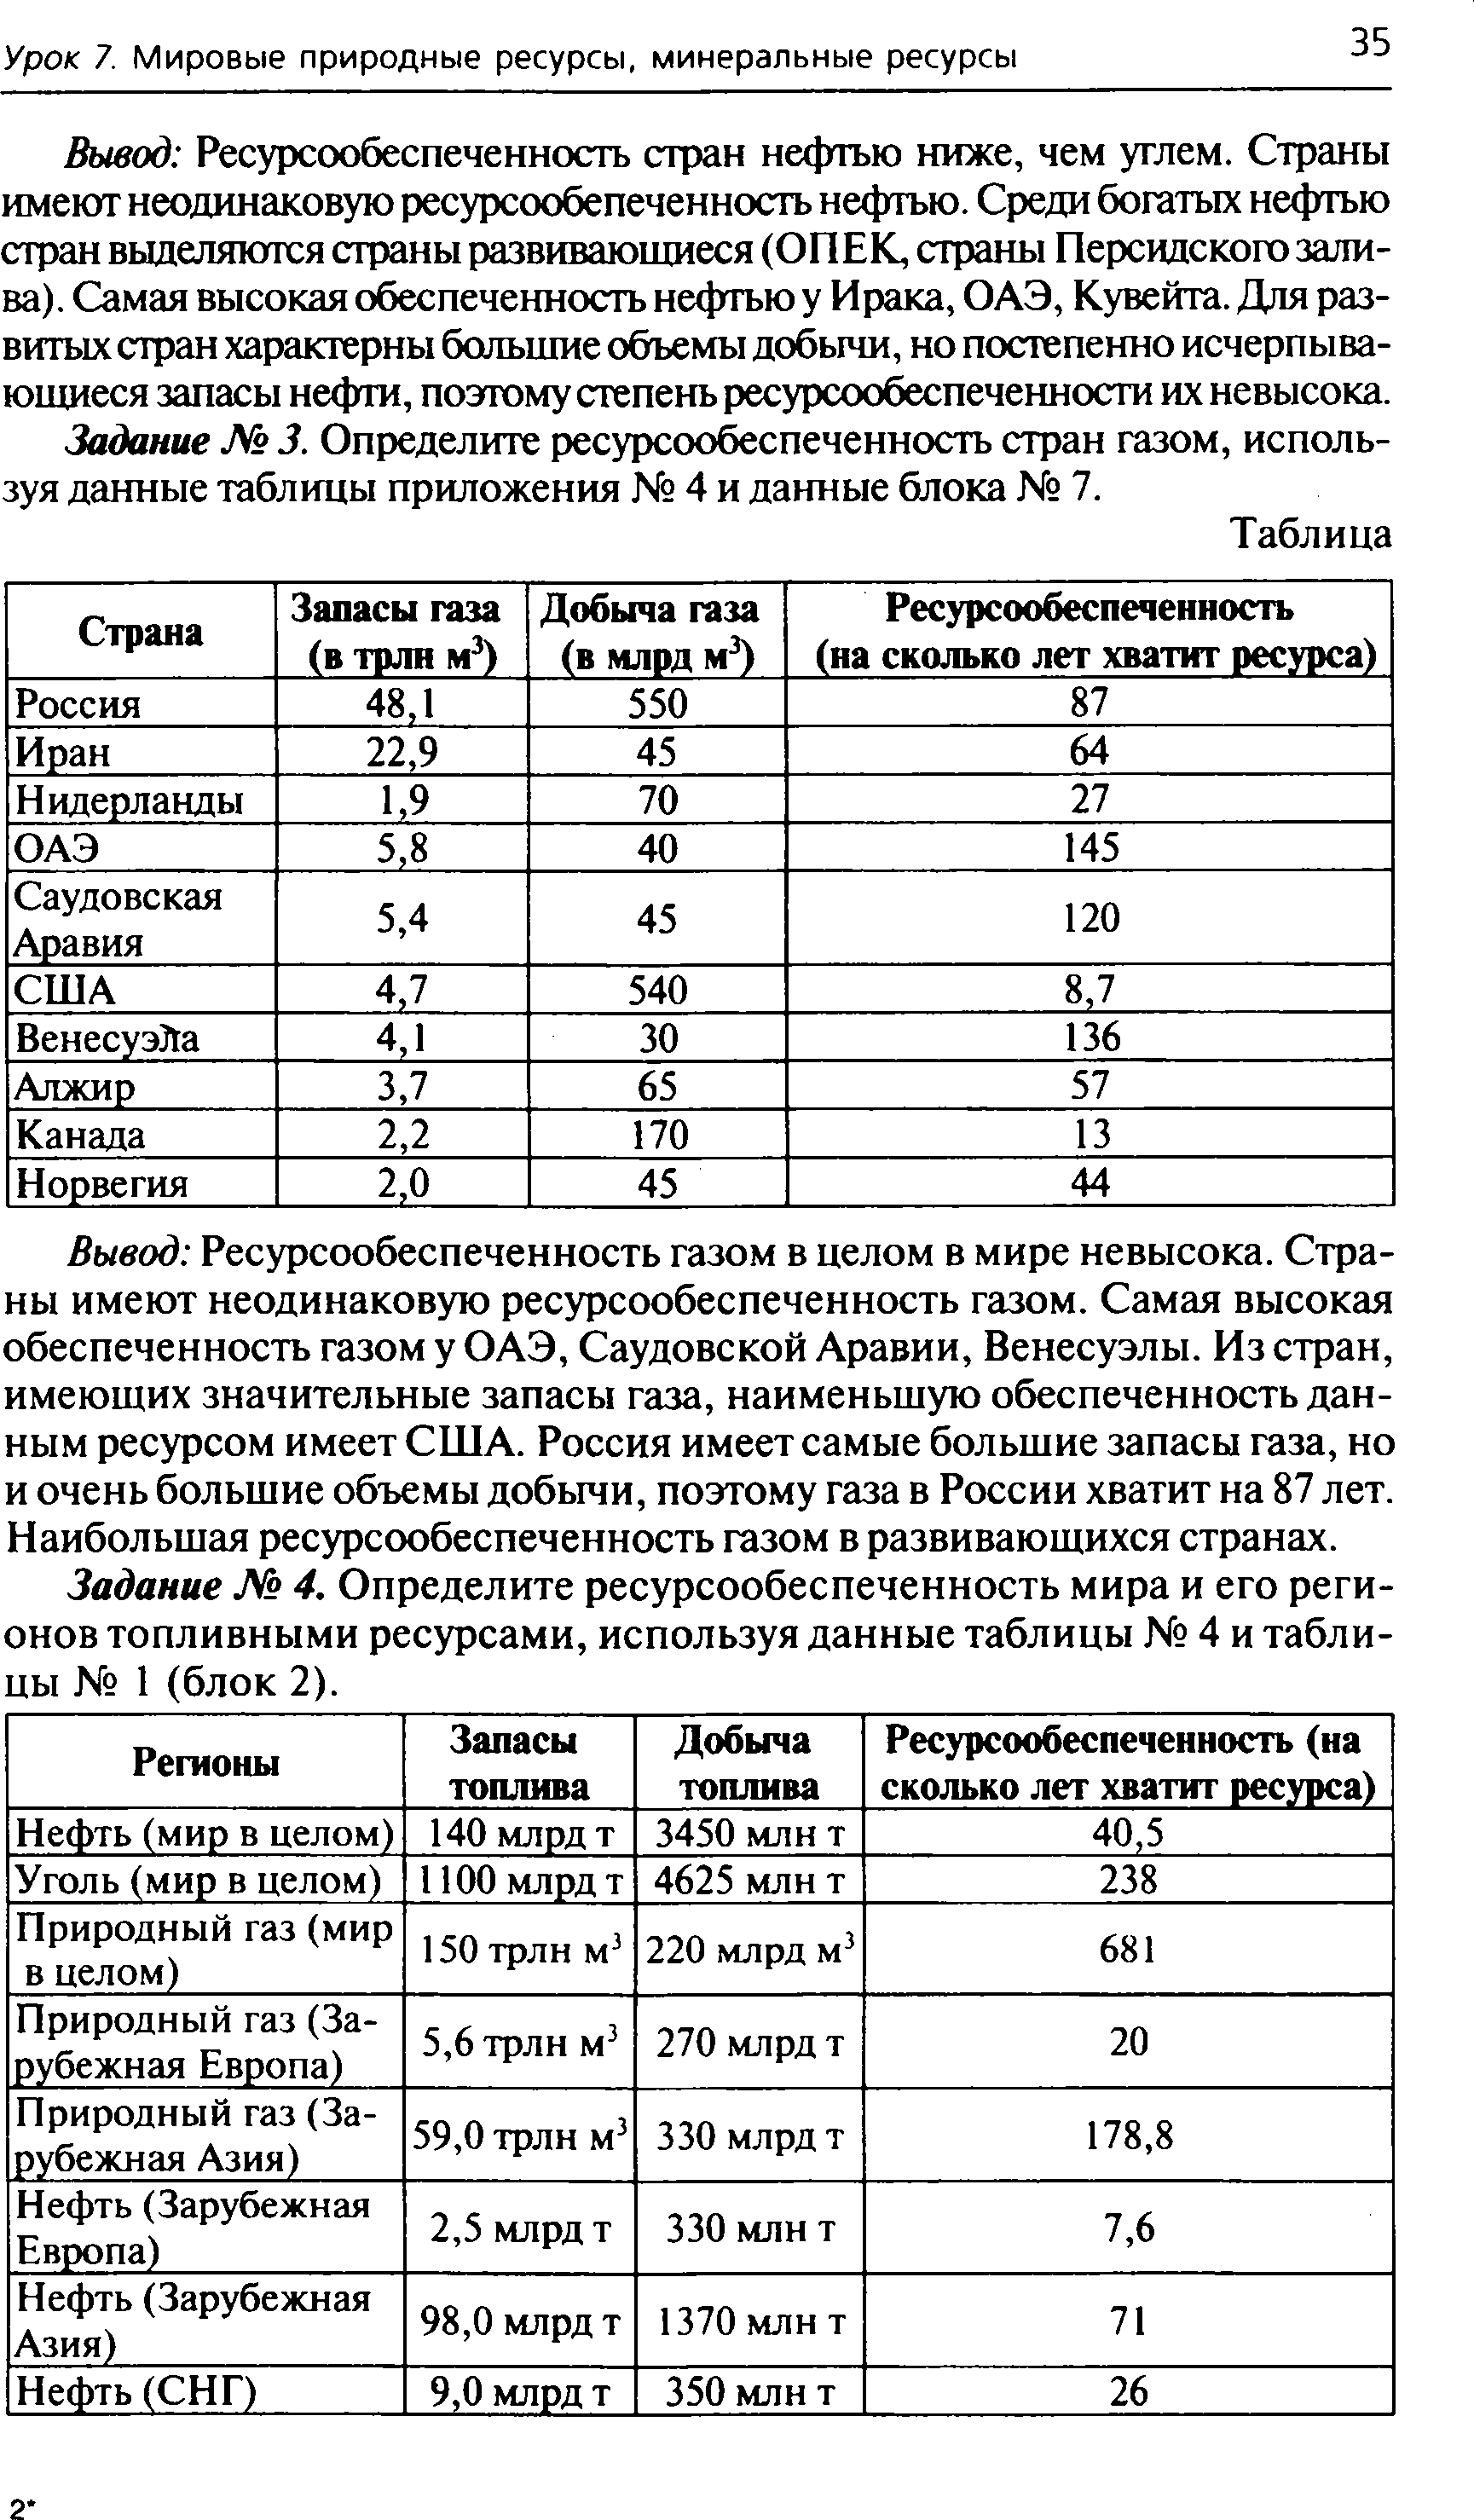 Урок 7. Мировые природные ресурсы, минеральные ресурсы 35
Вывод: Ресурсообеспеченность стран нефтью ниже, чем углем. Страны
имеют неодинаковую ресурсообепеченность нефтью. Среди богатых нефтью
стран выделяются страны развивающиеся (ОПЕК, страны Персидского зали-
ва). Самая высокая обеспеченность нефтью у Ирака, ОАЭ, Кувейта. Для раз-
витых стран характерны большие объемы добычи, но постепенно исчерпыва-
ющиеся запасы нефти, поэтому степень ресурсообеспеченности их невысока.
Задание № 3. Определите ресурсообеспеченность стран газом, исполь-
зуя данные таблицы приложения № 4 и данные блока № 7.
Таблица
Страна Запасы газа (в трлн м³) Добыча газа (в млрд м³) Ресурсообеспеченность (на сколько лет хватит ресурса)
Россия 48,1 550 87
Иран 22,9 45 64
Нидерланды 1,9 70 27
ОАЭ 5,8 40 145
Саудовская Аравия 5,4 45 120
США 4,7 540 8,7
Венесуэла 4,1 30 136
Алжир 3,7 65 57
Канада 2,2 170 13
Норвегия 2,0 45 44
Вывод: Ресурсообеспеченность газом в целом в мире невысока. Стра-
ны имеют неодинаковую ресурсообеспеченность газом. Самая высокая
обеспеченность газом у ОАЭ, Саудовской Аравии, Венесуэлы. Из стран,
имеющих значительные запасы газа, наименьшую обеспеченность дан-
ным ресурсом имеет США. Россия имеет самые большие запасы газа, но
и очень большие объемы добычи, поэтому газа в России хватит на 87 лет.
Наибольшая ресурсообеспеченность газом в развивающихся странах.
Задание № 4. Определите ресурсообеспеченность мира и его реги-
онов топливными ресурсами, используя данные таблицы № 4 и табли-
цы № 1 (блок 2).
Регионы Запасы топлива Добыча топлива Ресурсообеспеченность (на сколько лет хватит ресурса)
Нефть (мир в целом) 140 млрд т 3450 млн т 40,5
Уголь (мир в целом) 1100 млрд т 4625 млн т 238
Природный газ (мир в целом) 150 трлн м³ 220 млрд м³ 681
Природный газ (За-
рубежная Европа) 5,6 трлн м³ 270 млрд т 20
Природный газ (За-
рубежная Азия) 59,0 трлн м³ 330 млрд т 178,8
Нефть (Зарубежная Европа) 2,5 млрд т 330 млн т 7,6
Нефть (Зарубежная Азия) 98,0 млрд т 1370 млн т 71
Нефть (СНГ) 9,0 млрд т 350 млн т 26
2*